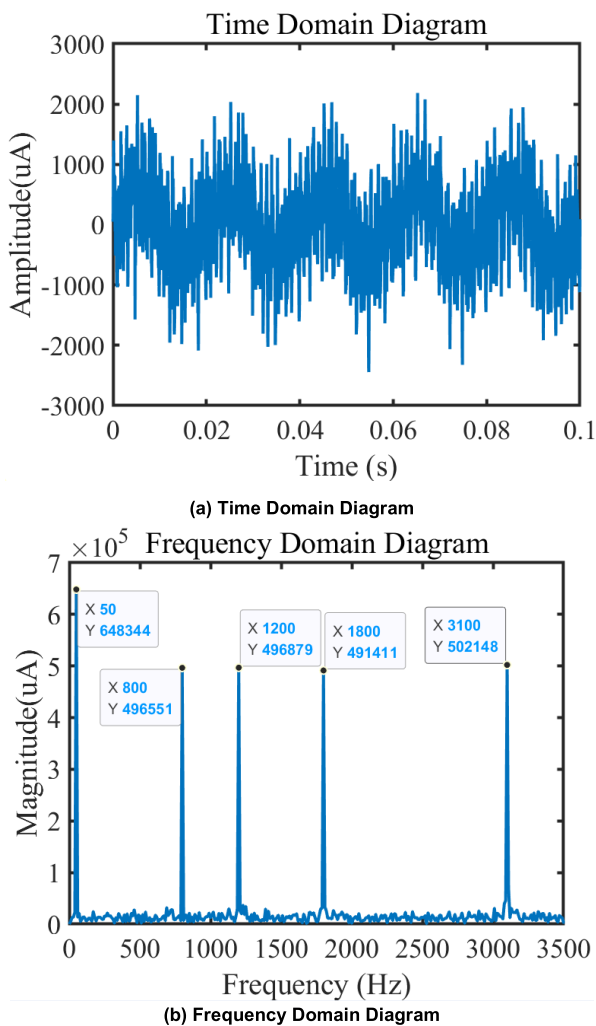 Time Domain Diagram
3000
2000
1000
0
-1000
-2000
-3000
Amplitude(uA)
0 0.02 0.04 0.06 0.08 0.1
Time (s)
(a) Time Domain Diagram
×10^5 Frequency Domain Diagram
7
6
5
4
3
2
1
0
Magnitude(uA)
X 50
Y 648344
X 800
Y 496551
X 1200
Y 496879
X 1800
Y 491411
X 3100
Y 502148
0 500 1000 1500 2000 2500 3000 3500
Frequency (Hz)
(b) Frequency Domain Diagram